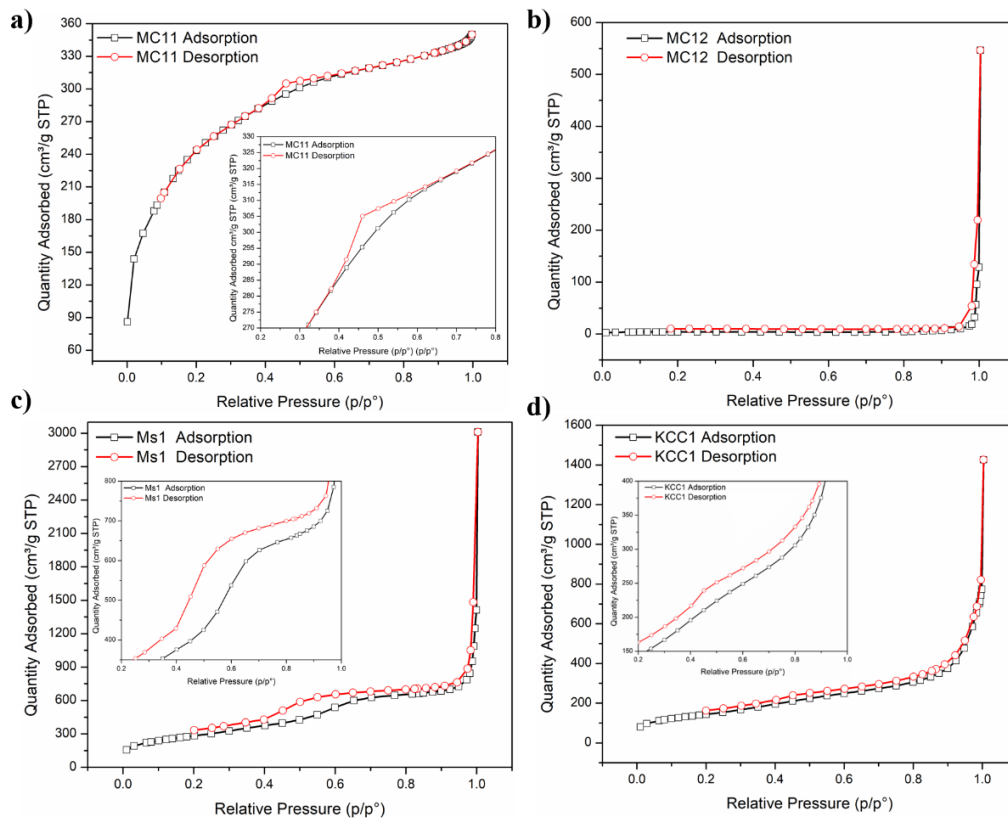 a)
MC11 Adsorption
MC11 Desorption
Quantity Adsorbed (cm³/g STP)
360
330
300
270
240
210
180
150
120
90
60
0.0 0.2 0.4 0.6 0.8 1.0
Relative Pressure (p/p°)
MC11 Adsorption
MC11 Desorption
Quantity Adsorbed cm³/g STP (cm³/g STP)
330
325
320
315
310
305
300
295
290
285
280
275
270
0.3 0.4 0.5 0.6 0.7 0.8
Relative Pressure (p/p°) (p/p°)
b)
MC12 Adsorption
MC12 Desorption
Quantity Adsorbed (cm³/g STP)
600
500
400
300
200
100
0
0.0 0.2 0.4 0.6 0.8 1.0
Relative Pressure (p/p°)
c)
Ms1 Adsorption
Ms1 Desorption
Quantity Adsorbed (cm³/g STP)
3000
2700
2400
2100
1800
1500
1200
900
600
300
0
0.0 0.2 0.4 0.6 0.8 1.0
Relative Pressure (p/p°)
Ms1 Adsorption
Ms1 Desorption
Quantity Adsorbed (cm³/g STP)
800
700
600
500
400
0.2 0.4 0.6 0.8 1.0
Relative Pressure (p/p°)
d)
KCC1 Adsorption
KCC1 Desorption
Quantity Adsorbed (cm³/g STP)
1600
1400
1200
1000
800
600
400
200
0
0.0 0.2 0.4 0.6 0.8 1.0
Relative Pressure (p/p°)
KCC1 Adsorption
KCC1 Desorption
Quantity Adsorbed (cm³/g STP)
400
350
300
250
200
150
0.2 0.4 0.6 0.8 1.0
Relative Pressure (p/p°)